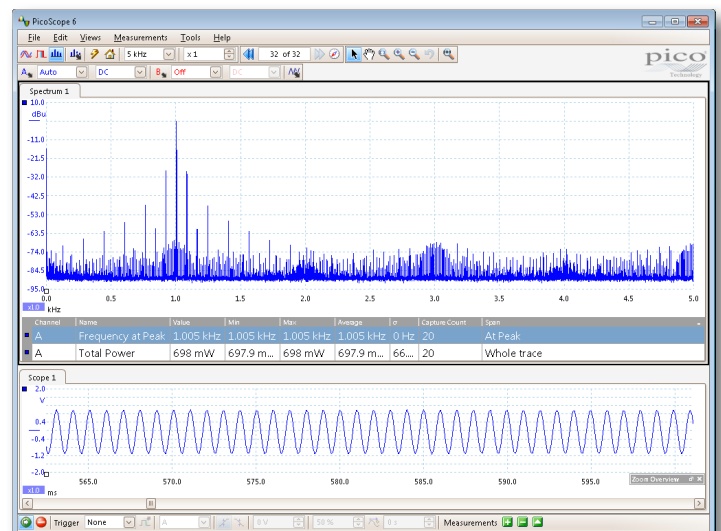 PicoScope 6
File Edit Views Measurements Tools Help
5 kHz x 1 32 of 32
pico
Technology
A Auto DC B Off DC
Spectrum 1
10.0
dBu
-11.0
-21.5
-32.0
-42.5
-53.0
-63.5
-74.0
-84.5
-95.0
0.0 0.5 1.0 1.5 2.0 2.5 3.0 3.5 4.0 4.5 5.0
x1.0 kHz
Channel Name Value Min Max Average σ Capture Count Span
A Frequency at Peak 1.005 kHz 1.005 kHz 1.005 kHz 1.005 kHz 0 Hz 20 At Peak
A Total Power 698 mW 697.9 m... 698 mW 697.9 m... 66.... 20 Whole trace
Scope 1
2.0
V
0.4
-0.4
-1.2
-2.0
565.0 570.0 575.0 580.0 585.0 590.0 595.0
Zoom Overview
x1.0 ms
Trigger None A 0 V 50 % 0 s Measurements